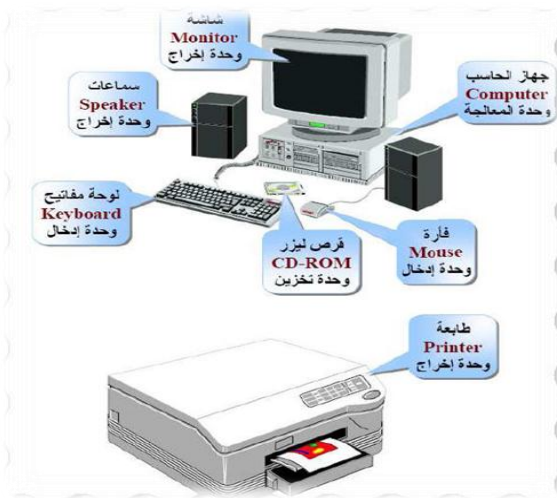 شاشة
Monitor
وحدة إخراج
سماعات
Speaker
وحدة إخراج
جهاز الحاسب
Computer
وحدة المعالجة
لوحة مفاتيح
Keyboard
وحدة إدخال
قرص ليزر
CD-ROM
وحدة تخزين
فأرة
Mouse
وحدة إدخال
طابعة
Printer
وحدة إخراج